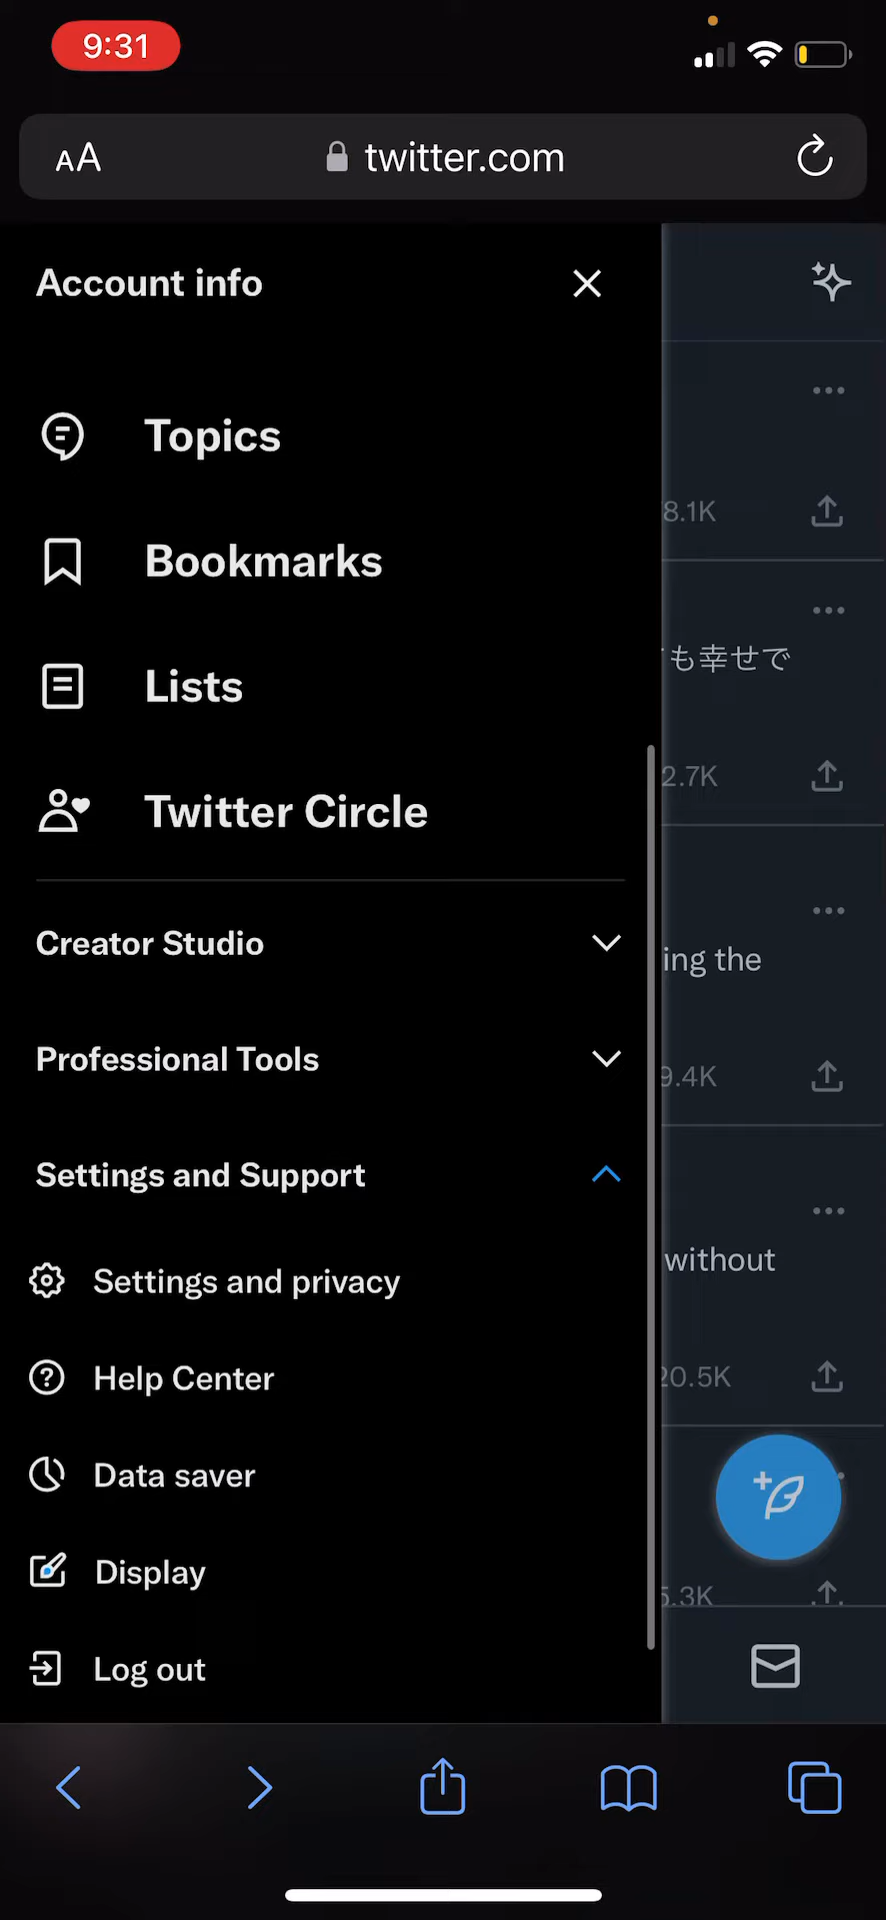 9:31
AA
twitter.com
Account info
Topics
8.1K
Bookmarks
も幸せで
Lists
2.7K
Twitter Circle
Creator Studio
ing the
Professional Tools
9.4K
Settings and Support
Settings and privacy
without
Help Center
20.5K
Data saver
Display
5.3K
Log out